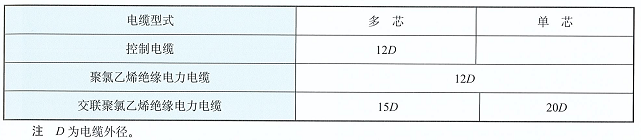 电缆型式 多芯 单芯
控制电缆 12D
聚氯乙烯绝缘电力电缆 12D
交联聚氯乙烯绝缘电力电缆 15D 20D
注 D为电缆外径。